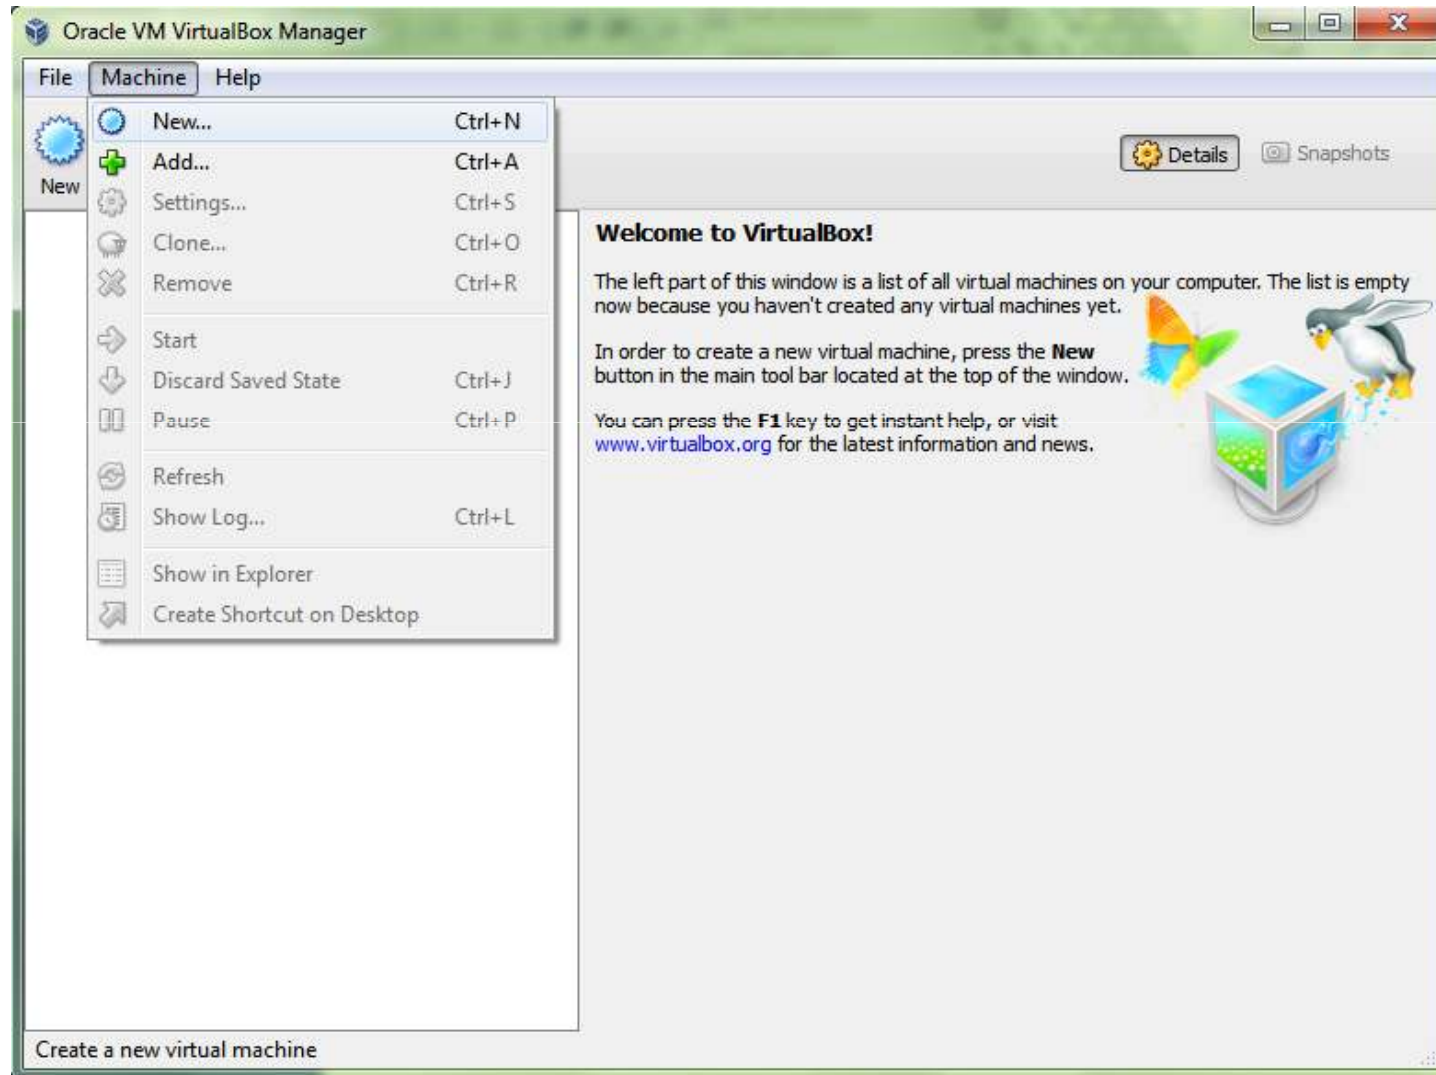 Oracle VM VirtualBox Manager
File Machine Help
New
New... Ctrl+N
Add... Ctrl+A
Settings... Ctrl+S
Clone... Ctrl+O
Remove Ctrl+R
Start
Discard Saved State Ctrl+J
Pause Ctrl+P
Refresh
Show Log... Ctrl+L
Show in Explorer
Create Shortcut on Desktop
Details Snapshots
Welcome to VirtualBox!
The left part of this window is a list of all virtual machines on your computer. The list is empty
now because you haven't created any virtual machines yet.
In order to create a new virtual machine, press the New
button in the main tool bar located at the top of the window.
You can press the F1 key to get instant help, or visit
www.virtualbox.org for the latest information and news.
Create a new virtual machine